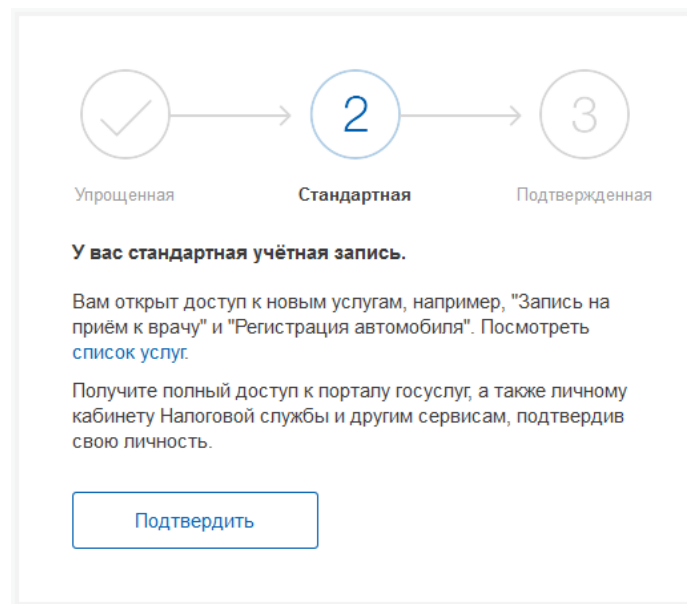 2
3
Упрощенная
Стандартная
Подтвержденная
У вас стандартная учётная запись.
Вам открыт доступ к новым услугам, например, "Запись на
приём к врачу" и "Регистрация автомобиля". Посмотреть
список услуг.
Получите полный доступ к порталу госуслуг, а также личному
кабинету Налоговой службы и другим сервисам, подтвердив
свою личность.
Подтвердить